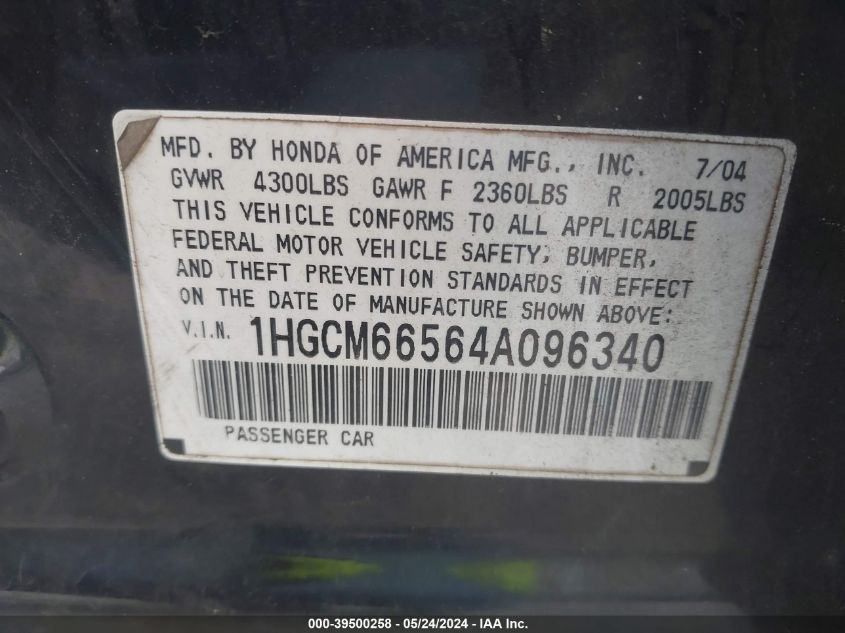 MFD. BY HONDA OF AMERICA MFG., INC. 7/04
GVWR 4300LBS GAWR F 2360LBS R 2005LBS
THIS VEHICLE CONFORMS TO ALL APPLICABLE
FEDERAL MOTOR VEHICLE SAFETY, BUMPER,
AND THEFT PREVENTION STANDARDS IN EFFECT
ON THE DATE OF MANUFACTURE SHOWN ABOVE:
V.I.N. 1HGCM66564A096340
PASSENGER CAR
000-39500258 - 05/24/2024 - IAA Inc.